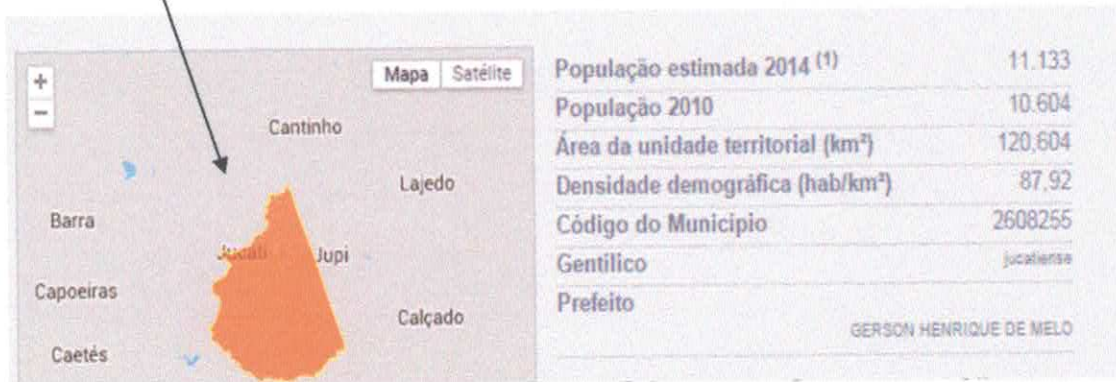 +
−
Mapa Satélite
Cantinho
Lajedo
Barra
Jucati
Jupi
Capoeiras
Calçado
Caetés
População estimada 2014 (1) 11.133
População 2010 10.604
Área da unidade territorial (km²) 120,604
Densidade demográfica (hab/km²) 87,92
Código do Municipio 2608255
Gentílico jucatiense
Prefeito
GERSON HENRIQUE DE MELO